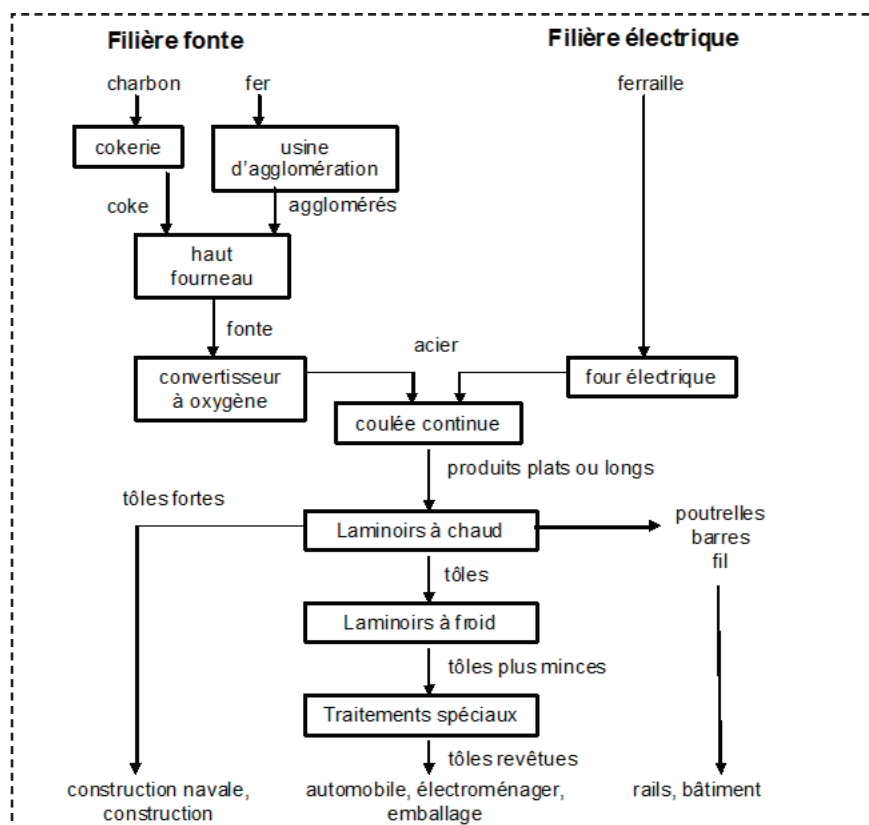 Filière fonte
Filière électrique
charbon
fer
ferraille
cokerie
usine
d'agglomération
coke
agglomérés
haut
fourneau
fonte
acier
convertisseur
à oxygène
four électrique
coulée continue
produits plats ou longs
tôles fortes
Laminoirs à chaud
poutrelles
barres
fil
tôles
Laminoirs à froid
tôles plus minces
Traitements spéciaux
tôles revêtues
construction navale,
construction
automobile, électroménager,
emballage
rails, bâtiment